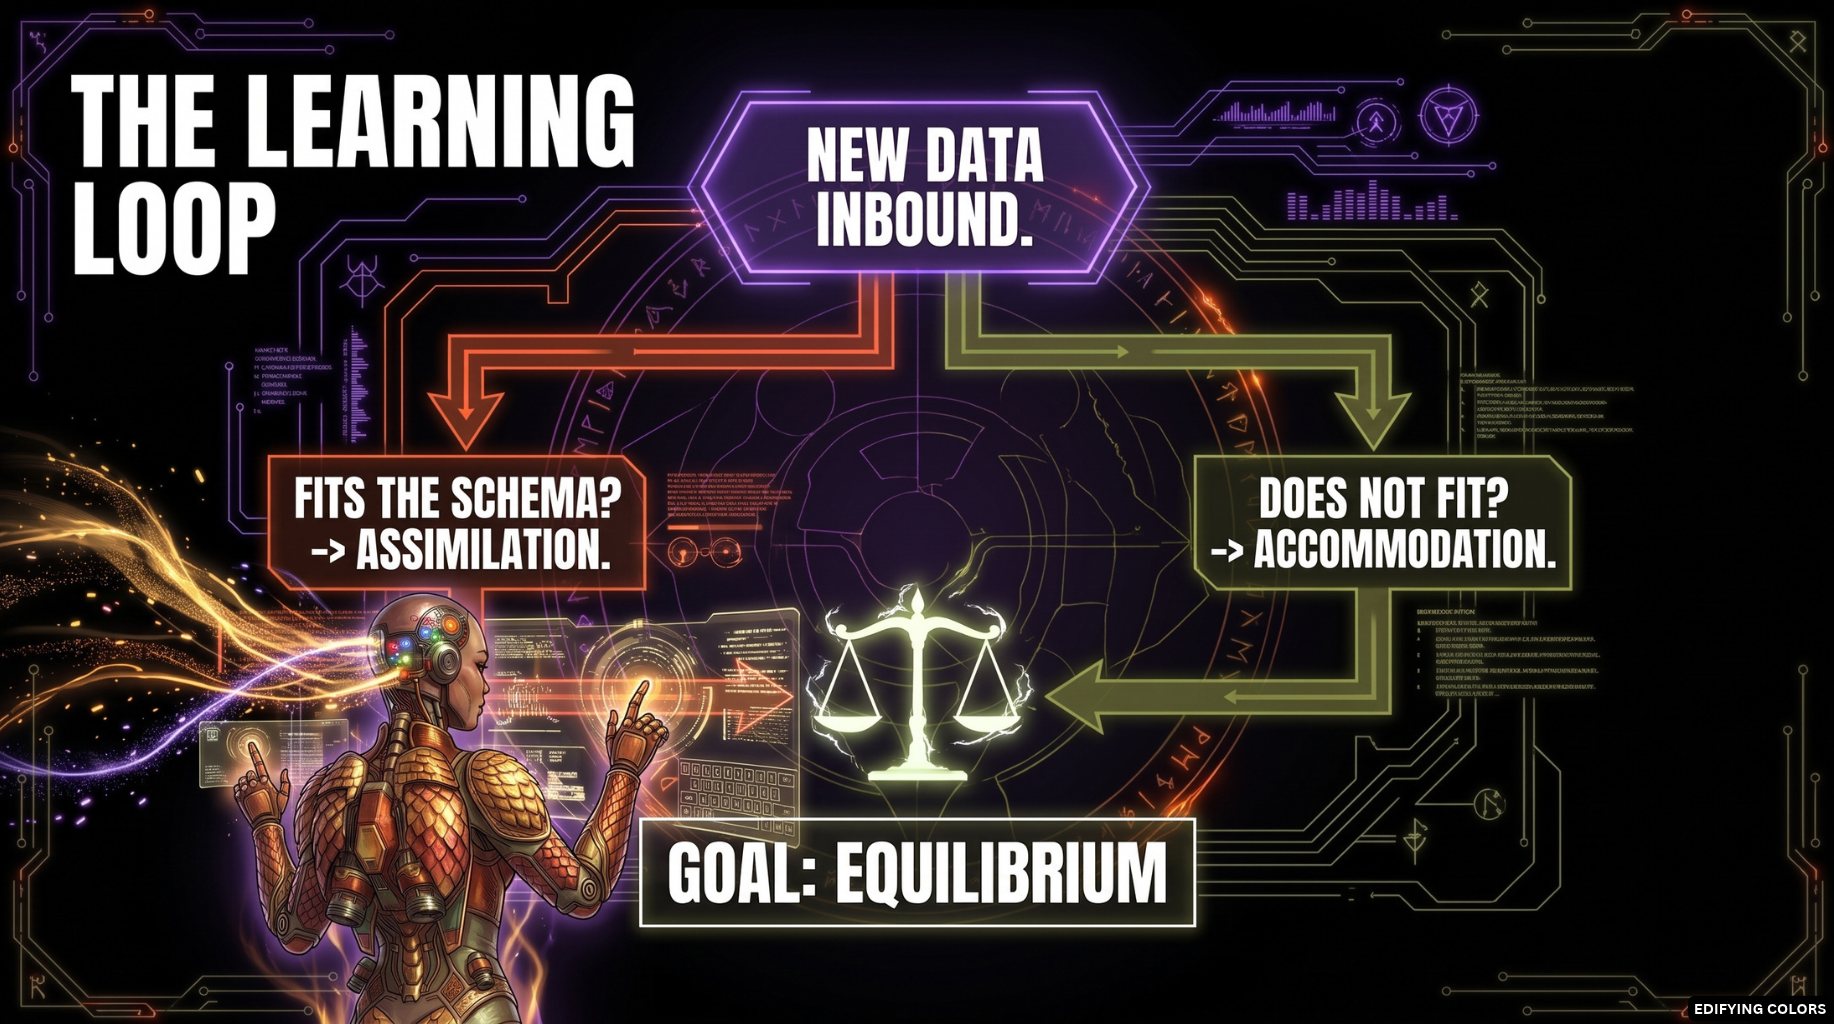 THE LEARNING
LOOP
NEW DATA
INBOUND.
FITS THE SCHEMA?
-> ASSIMILATION.
DOES NOT FIT?
-> ACCOMMODATION.
GOAL: EQUILIBRIUM
EDIFYING COLORS